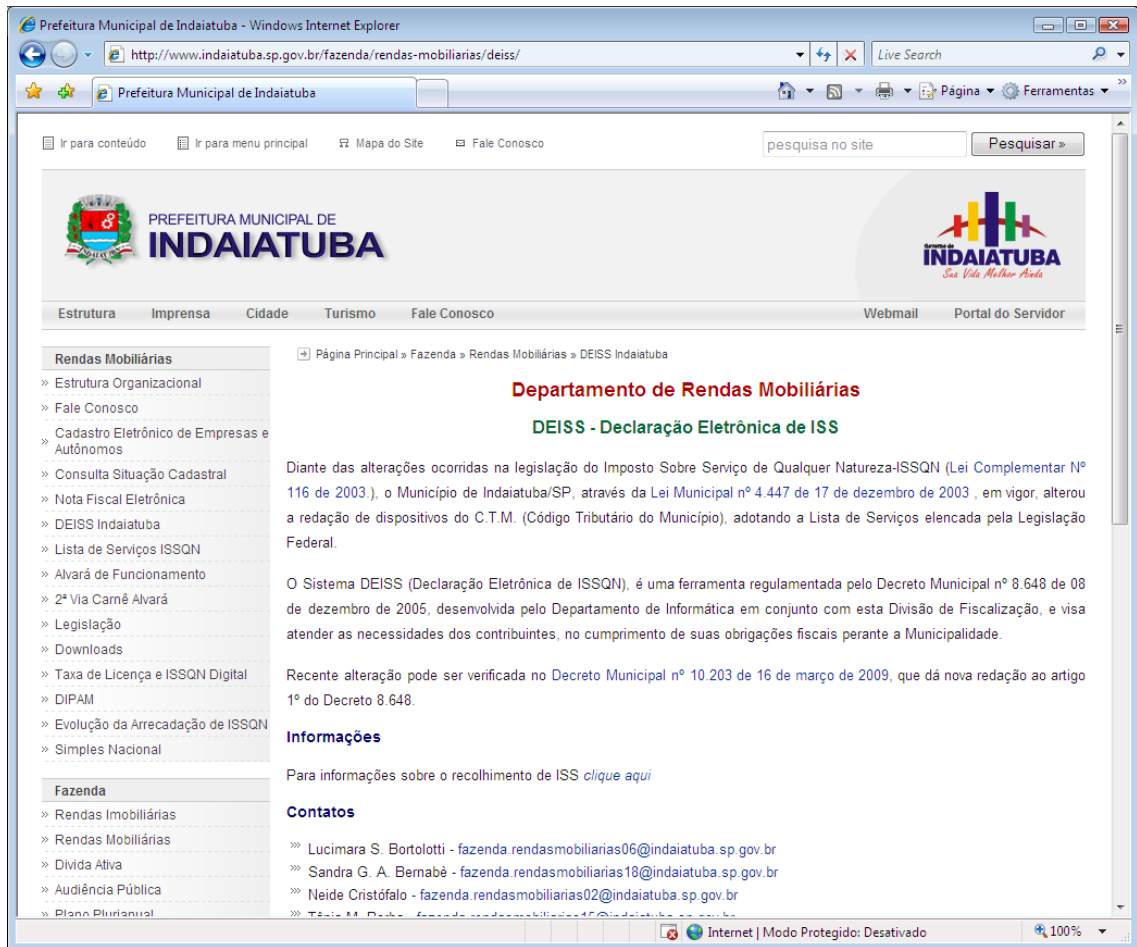 Prefeitura Municipal de Indaiatuba - Windows Internet Explorer
http://www.indaiatuba.sp.gov.br/fazenda/rendas-mobiliarias/deiss/
Live Search
Prefeitura Municipal de Indaiatuba
Página
Ferramentas
Ir para conteúdo
Ir para menu principal
Mapa do Site
Fale Conosco
pesquisa no site
Pesquisar »
PREFEITURA MUNICIPAL DE
INDAIATUBA
INDAIATUBA
Governo de
INDAIATUBA
Sua Vida Melhor Ainda
Estrutura
Imprensa
Cidade
Turismo
Fale Conosco
Webmail
Portal do Servidor
Rendas Mobiliárias
» Estrutura Organizacional
» Fale Conosco
» Cadastro Eletrônico de Empresas e
Autônomos
» Consulta Situação Cadastral
» Nota Fiscal Eletrônica
» DEISS Indaiatuba
» Lista de Serviços ISSQN
» Alvará de Funcionamento
» 2ª Via Carnê Alvará
» Legislação
» Downloads
» Taxa de Licença e ISSQN Digital
» DIPAM
» Evolução da Arrecadação de ISSQN
» Simples Nacional
Fazenda
» Rendas Imobiliárias
» Rendas Mobiliárias
» Divida Ativa
» Audiência Pública
» Plano Plurianual
Página Principal » Fazenda » Rendas Mobiliárias » DEISS Indaiatuba
Departamento de Rendas Mobiliárias
DEISS - Declaração Eletrônica de ISS
Diante das alterações ocorridas na legislação do Imposto Sobre Serviço de Qualquer Natureza-ISSQN (Lei Complementar Nº
116 de 2003.), o Município de Indaiatuba/SP, através da Lei Municipal nº 4.447 de 17 de dezembro de 2003 , em vigor, alterou
a redação de dispositivos do C.T.M. (Código Tributário do Município), adotando a Lista de Serviços elencada pela Legislação
Federal.
O Sistema DEISS (Declaração Eletrônica de ISSQN), é uma ferramenta regulamentada pelo Decreto Municipal nº 8.648 de 08
de dezembro de 2005, desenvolvida pelo Departamento de Informática em conjunto com esta Divisão de Fiscalização, e visa
atender as necessidades dos contribuintes, no cumprimento de suas obrigações fiscais perante a Municipalidade.
Recente alteração pode ser verificada no Decreto Municipal nº 10.203 de 16 de março de 2009, que dá nova redação ao artigo
1º do Decreto 8.648.
Informações
Para informações sobre o recolhimento de ISS clique aqui
Contatos
Lucimara S. Bortolotti - fazenda.rendasmobiliarias06@indaiatuba.sp.gov.br
Sandra G. A. Bernabè - fazenda.rendasmobiliarias18@indaiatuba.sp.gov.br
Neide Cristófalo - fazenda.rendasmobiliarias02@indaiatuba.sp.gov.br
Internet | Modo Protegido: Desativado
100%